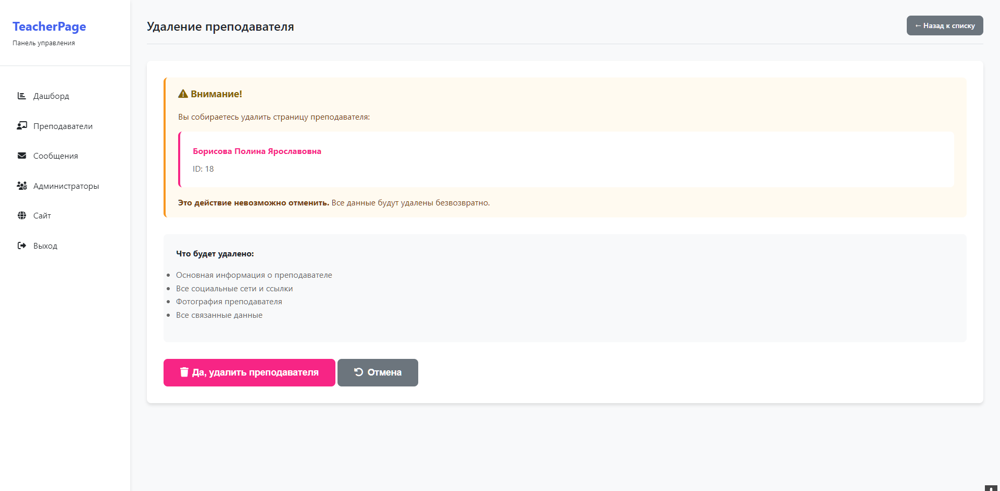 TeacherPage
Панель управления
Дашборд
Преподаватели
Сообщения
Администраторы
Сайт
Выход
Удаление преподавателя
← Назад к списку
Внимание!
Вы собираетесь удалить страницу преподавателя:
Борисова Полина Ярославовна
ID: 18
Это действие невозможно отменить. Все данные будут удалены безвозвратно.
Что будет удалено:
• Основная информация о преподавателе
• Все социальные сети и ссылки
• Фотография преподавателя
• Все связанные данные
Да, удалить преподавателя
Отмена